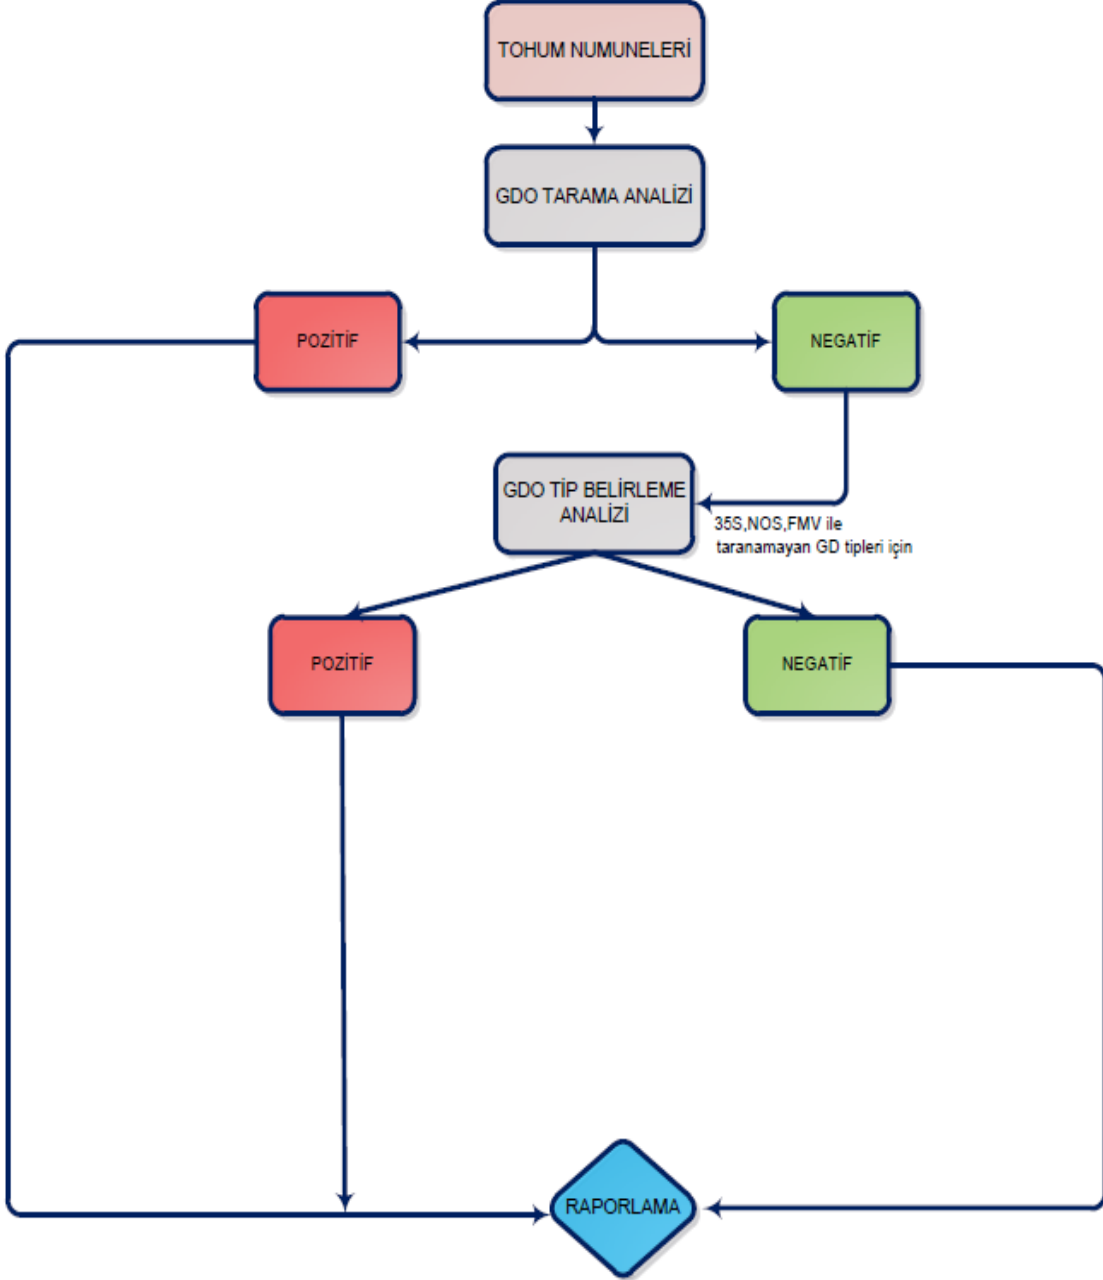 TOHUM NUMUNELERİ
GDO TARAMA ANALİZİ
POZİTİF
NEGATİF
GDO TİP BELİRLEME
ANALİZİ
35S,NOS,FMV ile
taranamayan GD tipleri için
POZİTİF
NEGATİF
RAPORLAMA